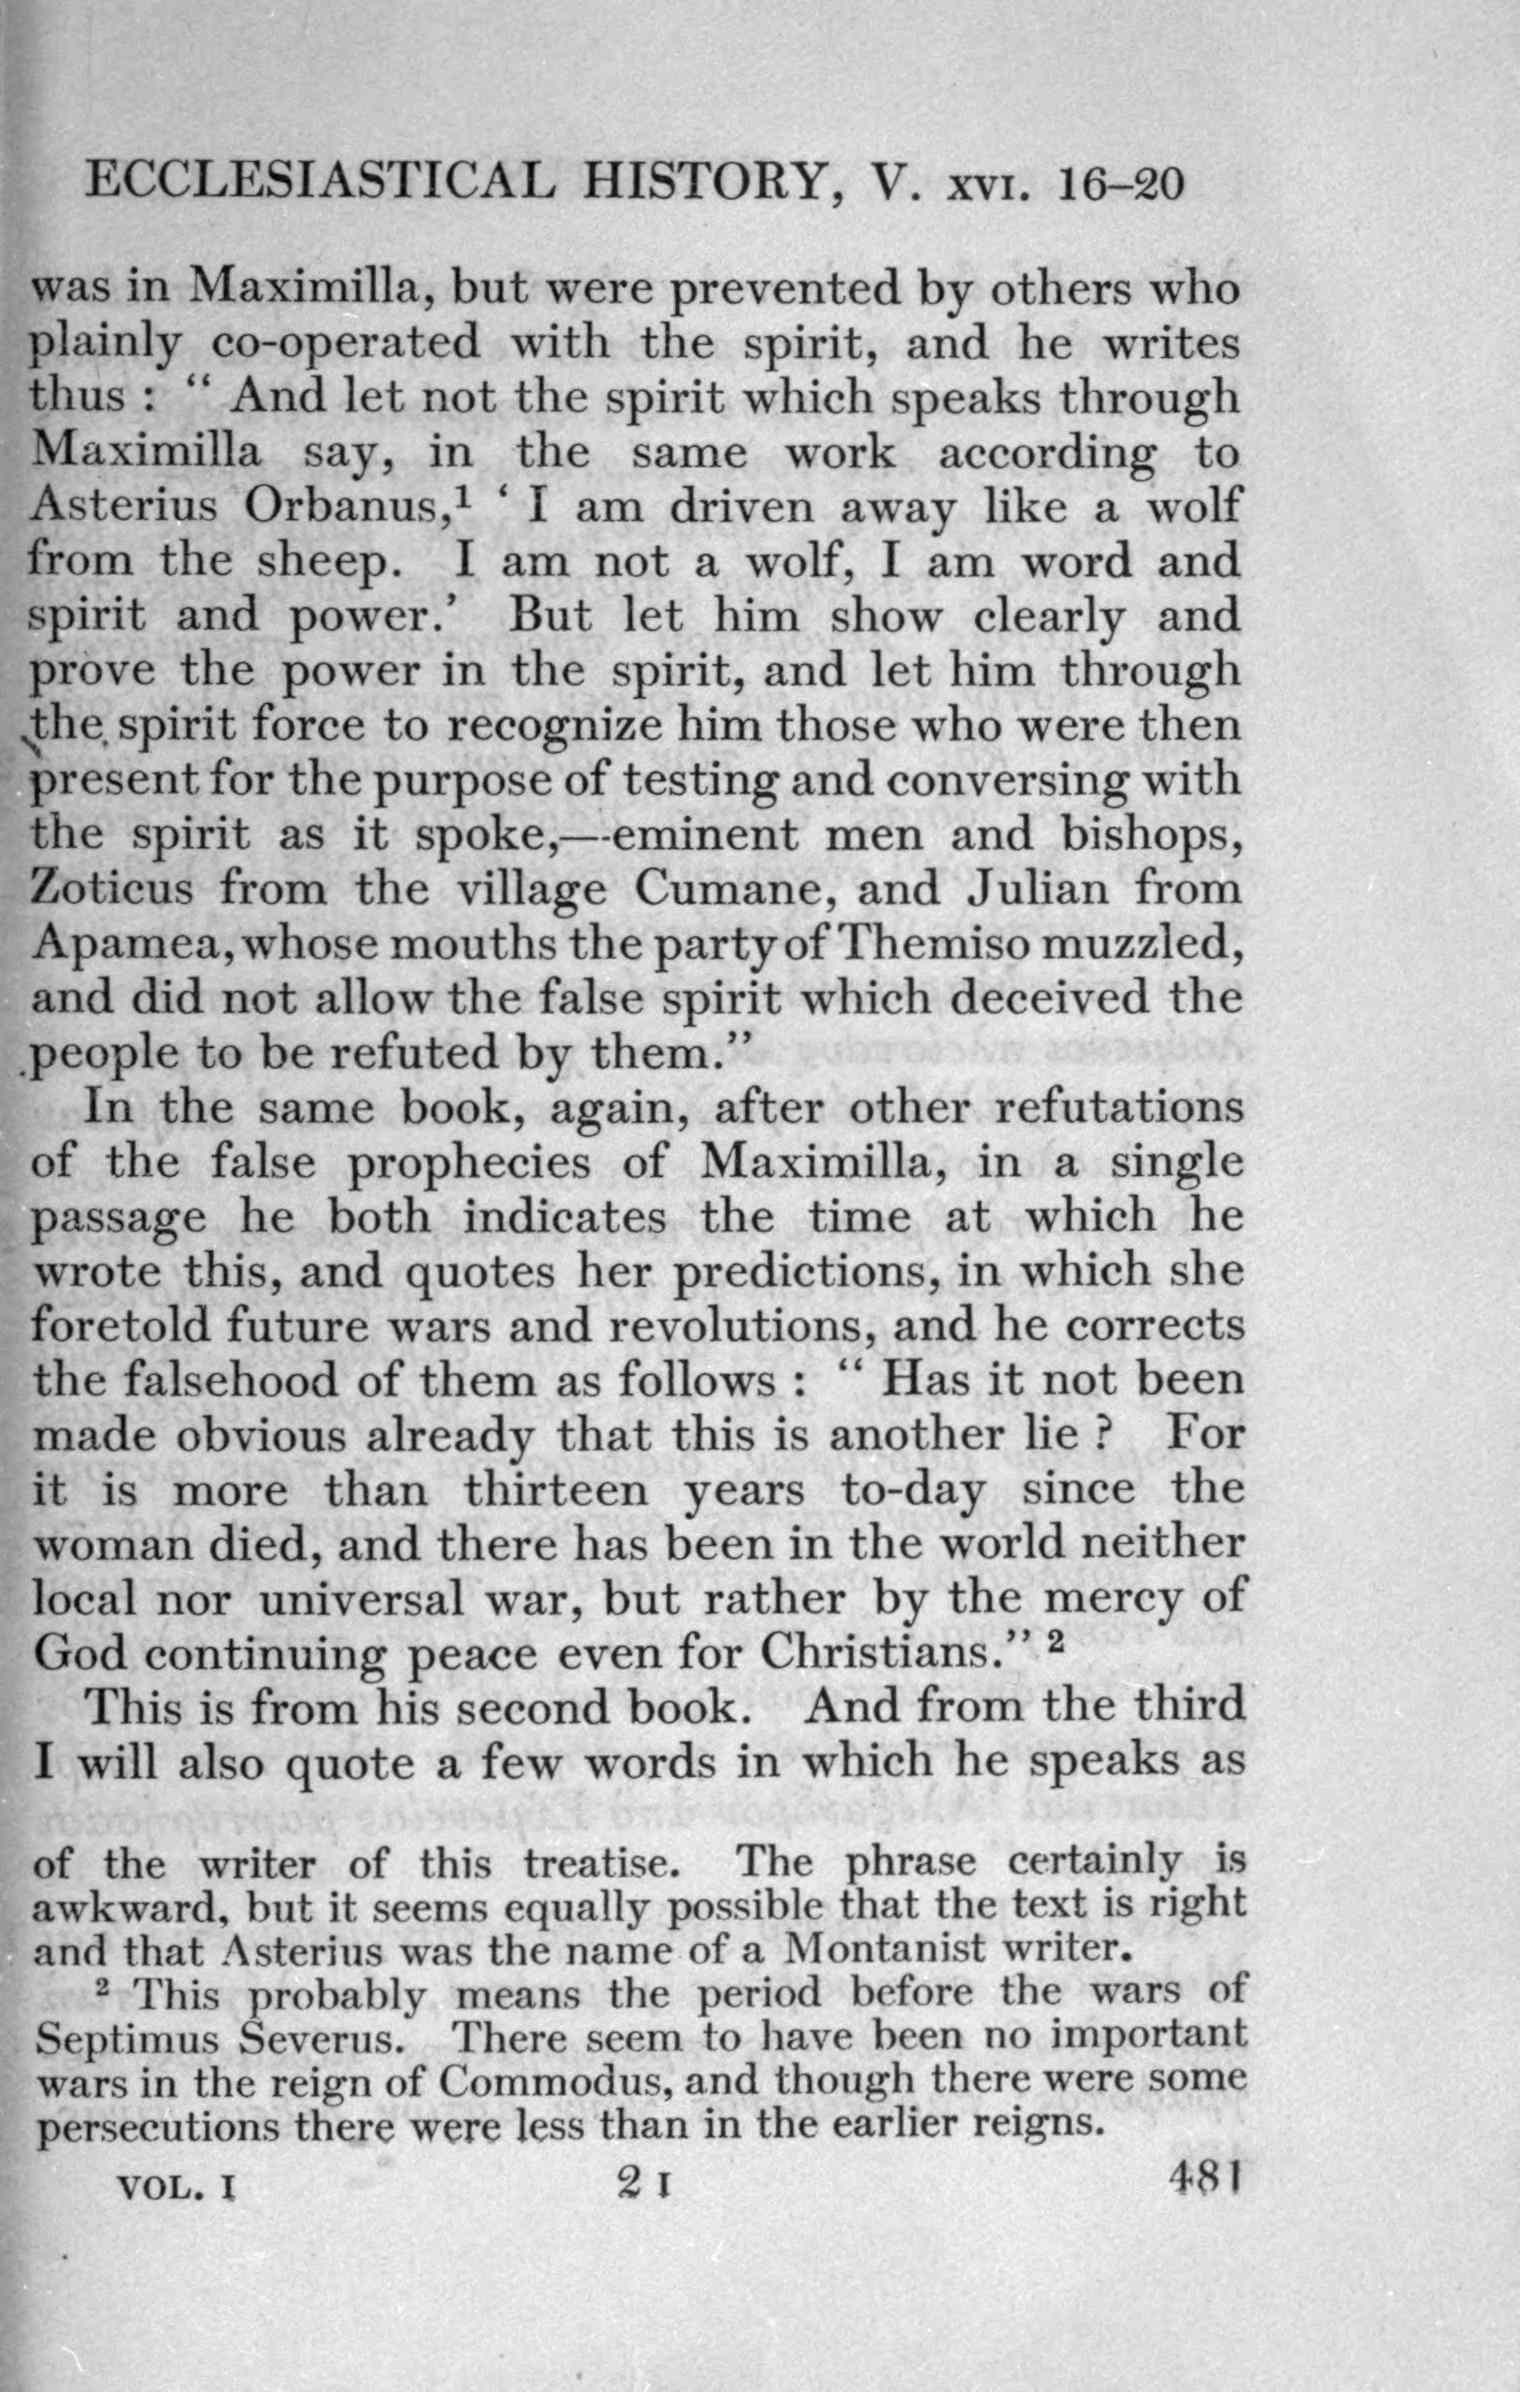 ECCLESIASTICAL HISTORY, V. XVI. 16–20
was in Maximilla, but were prevented by others who
plainly co-operated with the spirit, and he writes
thus : “ And let not the spirit which speaks through
Maximilla say, in the same work according to
Asterius Orbanus,¹ ‘ I am driven away like a wolf
from the sheep. I am not a wolf, I am word and
spirit and power.’ But let him show clearly and
prove the power in the spirit, and let him through
the spirit force to recognize him those who were then
present for the purpose of testing and conversing with
the spirit as it spoke,—eminent men and bishops,
Zoticus from the village Cumane, and Julian from
Apamea, whose mouths the party of Themiso muzzled,
and did not allow the false spirit which deceived the
people to be refuted by them.”
In the same book, again, after other refutations
of the false prophecies of Maximilla, in a single
passage he both indicates the time at which he
wrote this, and quotes her predictions, in which she
foretold future wars and revolutions, and he corrects
the falsehood of them as follows : “ Has it not been
made obvious already that this is another lie ? For
it is more than thirteen years to-day since the
woman died, and there has been in the world neither
local nor universal war, but rather by the mercy of
God continuing peace even for Christians.” ²
This is from his second book. And from the third
I will also quote a few words in which he speaks as
of the writer of this treatise. The phrase certainly is
awkward, but it seems equally possible that the text is right
and that Asterius was the name of a Montanist writer.
² This probably means the period before the wars of
Septimus Severus. There seem to have been no important
wars in the reign of Commodus, and though there were some
persecutions there were less than in the earlier reigns.
VOL. I 2 I 481